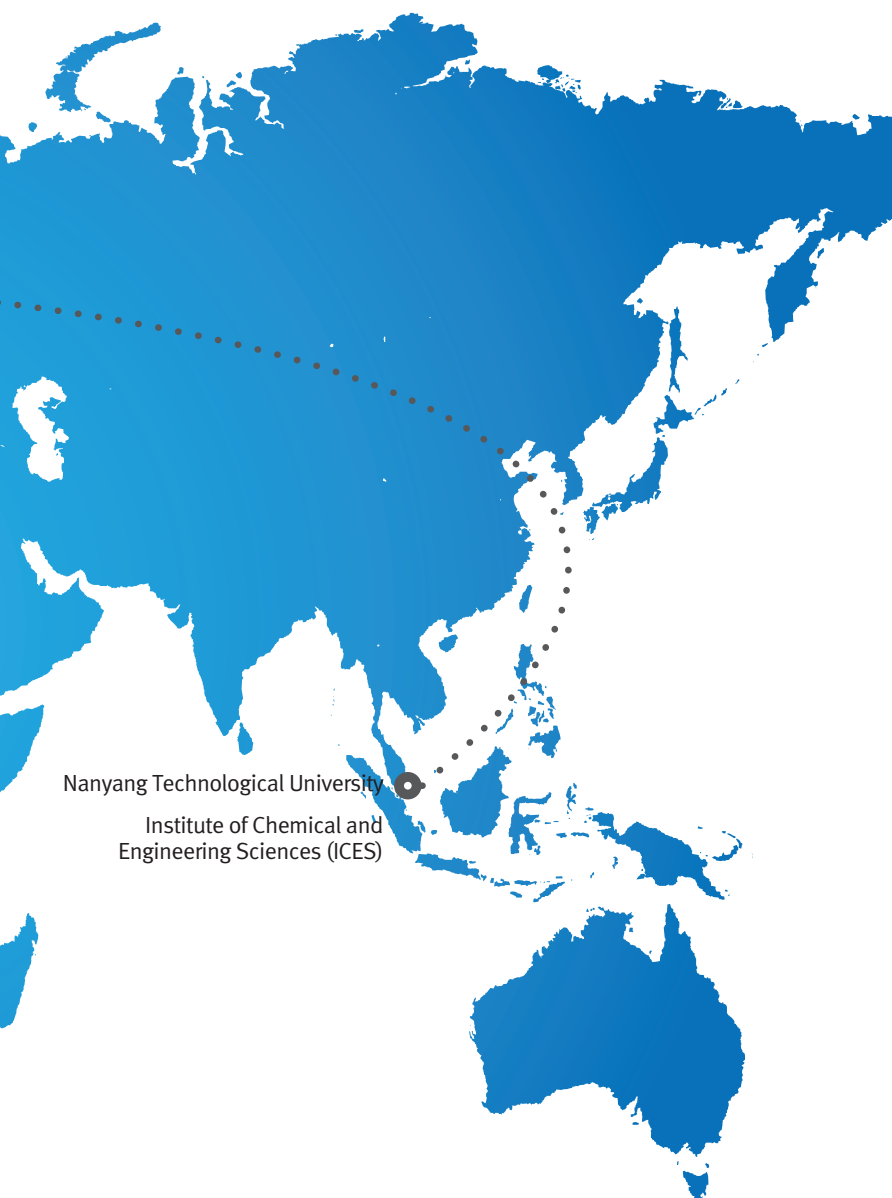 Nanyang Technological University
Institute of Chemical and
Engineering Sciences (ICES)